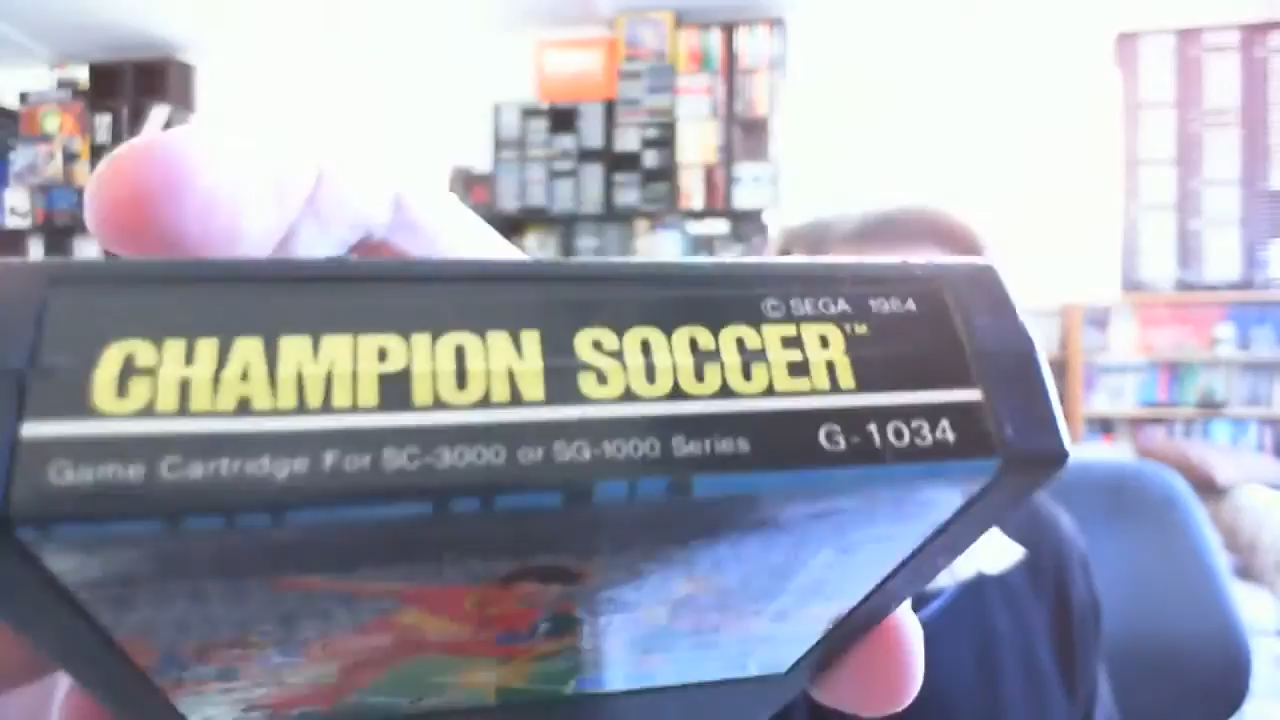 © SEGA 1984
CHAMPION SOCCER™
G-1034
Game Cartridge For SC-3000 or SG-1000 Series